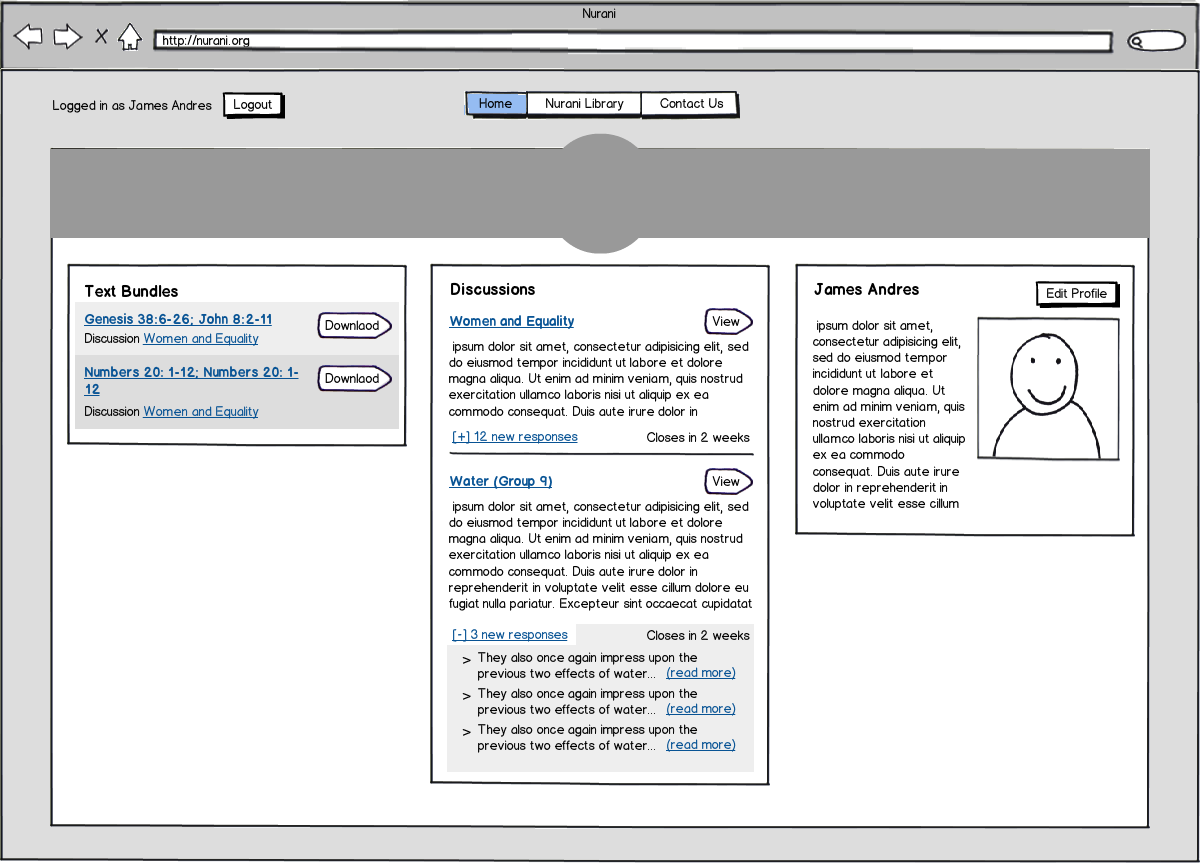 Nurani
http://nurani.org
Logged in as James Andres
Logout
Home
Nurani Library
Contact Us
Text Bundles
Genesis 38:6-26; John 8:2-11
Downlaod
Discussion Women and Equality
Numbers 20: 1-12; Numbers 20: 1-
12
Downlaod
Discussion Women and Equality
Discussions
Women and Equality
View
ipsum dolor sit amet, consectetur adipisicing elit, sed
do eiusmod tempor incididunt ut labore et dolore
magna aliqua. Ut enim ad minim veniam, quis nostrud
exercitation ullamco laboris nisi ut aliquip ex ea
commodo consequat. Duis aute irure dolor in
[+] 12 new responses
Closes in 2 weeks
Water (Group 9)
View
ipsum dolor sit amet, consectetur adipisicing elit, sed
do eiusmod tempor incididunt ut labore et dolore
magna aliqua. Ut enim ad minim veniam, quis nostrud
exercitation ullamco laboris nisi ut aliquip ex ea
commodo consequat. Duis aute irure dolor in
reprehenderit in voluptate velit esse cillum dolore eu
fugiat nulla pariatur. Excepteur sint occaecat cupidatat
[-] 3 new responses
Closes in 2 weeks
> They also once again impress upon the
previous two effects of water... (read more)
> They also once again impress upon the
previous two effects of water... (read more)
> They also once again impress upon the
previous two effects of water... (read more)
James Andres
Edit Profile
ipsum dolor sit amet,
consectetur adipisicing elit,
sed do eiusmod tempor
incididunt ut labore et
dolore magna aliqua. Ut
enim ad minim veniam, quis
nostrud exercitation
ullamco laboris nisi ut aliquip
ex ea commodo
consequat. Duis aute irure
dolor in reprehenderit in
voluptate velit esse cillum